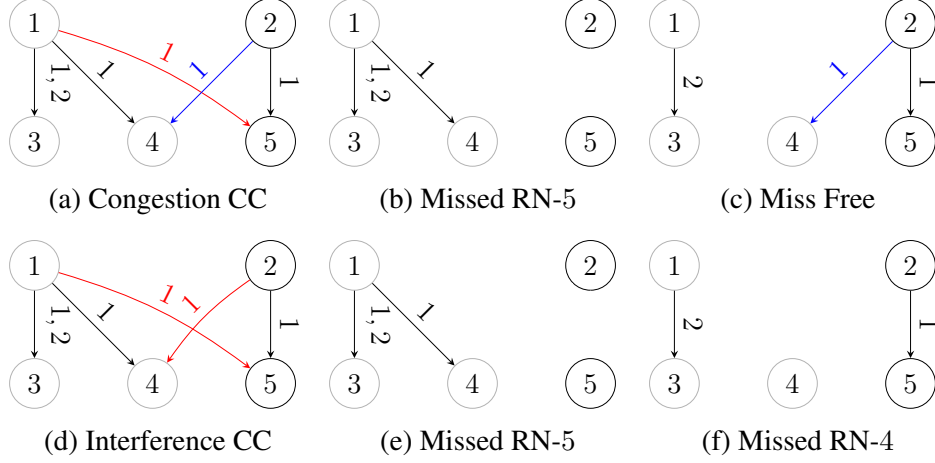 1 2 1 2 1 2
1, 2 1 1 1 1 1, 2 1 2 1 1
3 4 5 3 4 5 3 4 5
(a) Congestion CC (b) Missed RN-5 (c) Miss Free
1 2 1 2 1 2
1, 2 1 1 1 1 1, 2 1 2 1
3 4 5 3 4 5 3 4 5
(d) Interference CC (e) Missed RN-5 (f) Missed RN-4